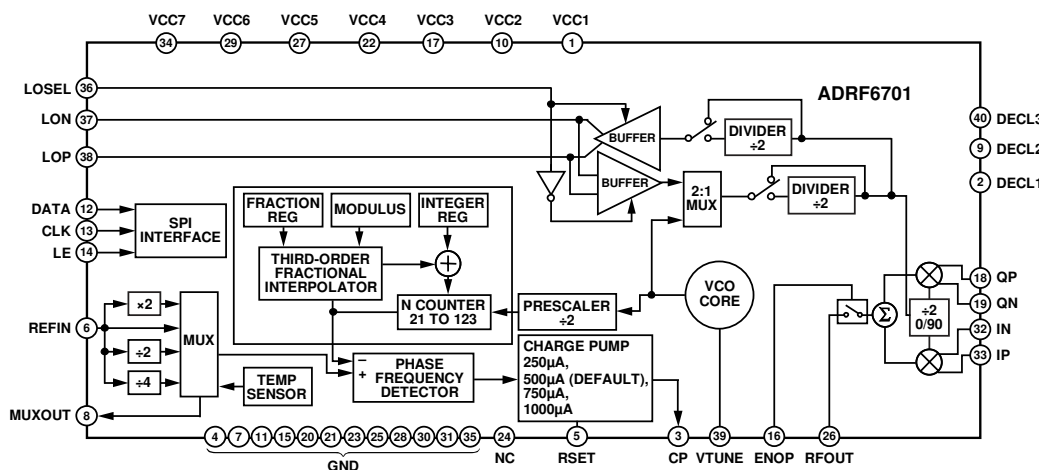 VCC7 VCC6 VCC5 VCC4 VCC3 VCC2 VCC1
34 29 27 22 17 10 1
LOSEL 36
ADRF6701
LON 37
BUFFER
DIVIDER
÷2
40 DECL3
9 DECL2
LOP 38
BUFFER
2:1
MUX
DIVIDER
÷2
2 DECL1
DATA 12
CLK 13
LE 14
SPI
INTERFACE
FRACTION
REG
MODULUS
INTEGER
REG
THIRD-ORDER
FRACTIONAL
INTERPOLATOR
+
N COUNTER
21 TO 123
PRESCALER
÷2
VCO
CORE
18 QP
19 QN
32 IN
33 IP
Σ
÷2
0/90
REFIN 6
×2
÷2
÷4
MUX
TEMP
SENSOR
–
+
PHASE
FREQUENCY
DETECTOR
CHARGE PUMP
250µA,
500µA (DEFAULT),
750µA,
1000µA
MUXOUT 8
4 7 11 15 20 21 23 25 28 30 31 35 24 5 3 39 16 26
GND NC RSET CP VTUNE ENOP RFOUT